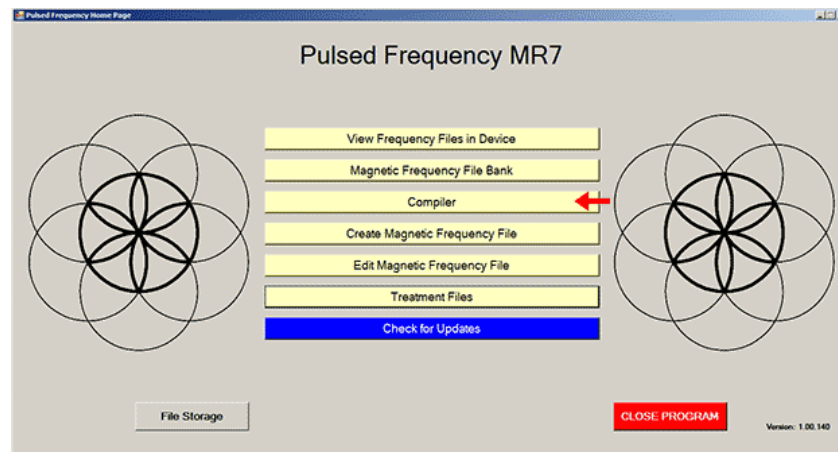 Pulsed Frequency Home Page
Pulsed Frequency MR7
View Frequency Files in Device
Magnetic Frequency File Bank
Compiler
Create Magnetic Frequency File
Edit Magnetic Frequency File
Treatment Files
Check for Updates
File Storage
CLOSE PROGRAM
Version: 1.00.140